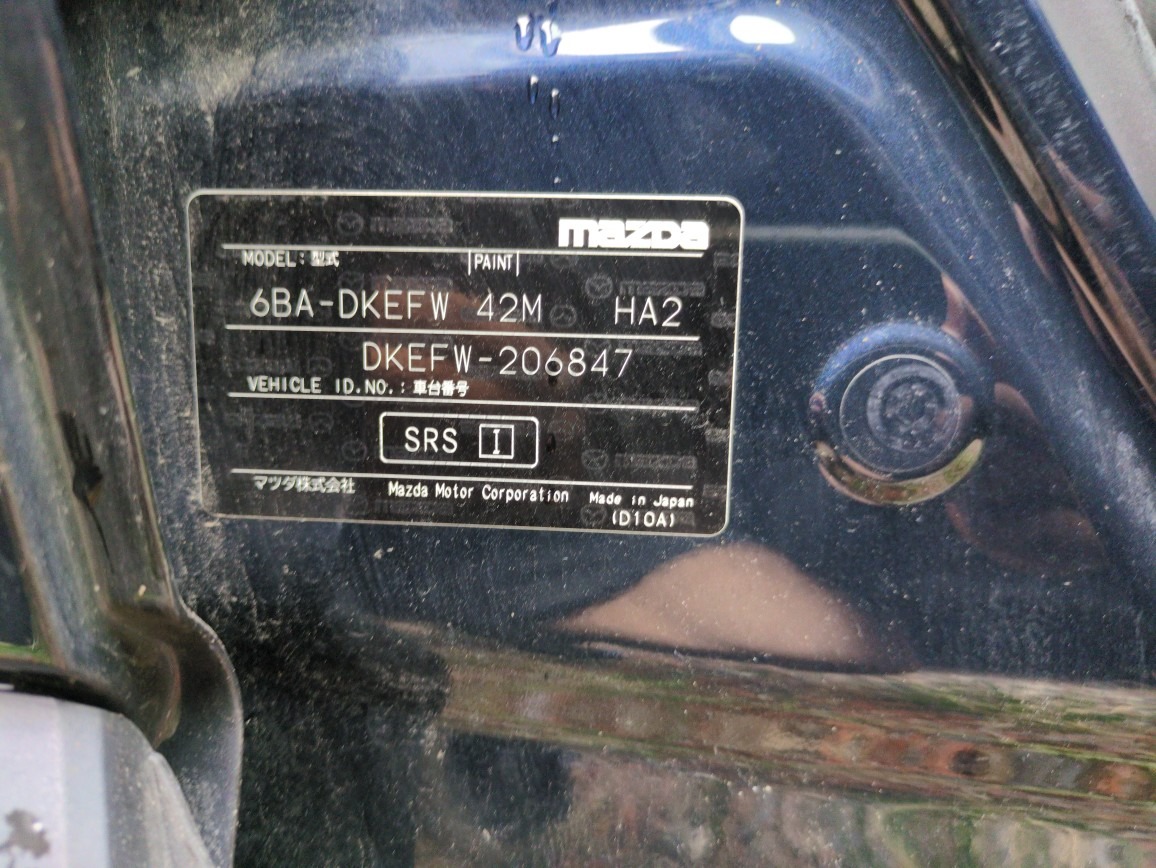 mazda
MODEL: 型式 PAINT
6BA-DKEFW 42M HA2
DKEFW-206847
VEHICLE ID.NO.: 車台番号
SRS I
マツダ株式会社 Mazda Motor Corporation Made in Japan
(D10A)